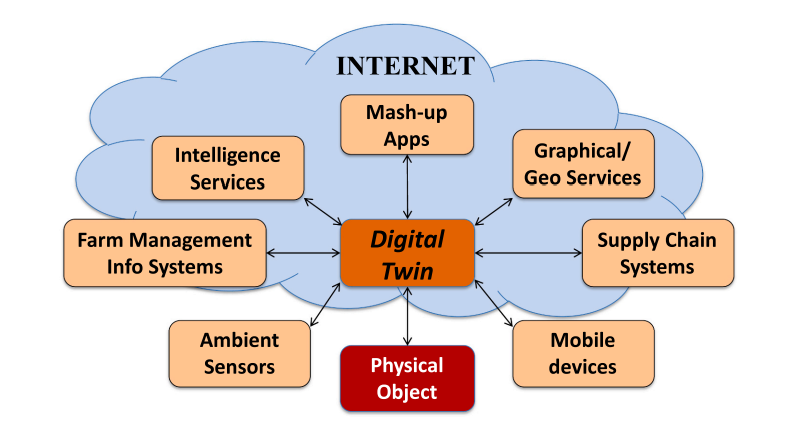 INTERNET
Mash-up
Apps
Intelligence
Services
Graphical/
Geo Services
Farm Management
Info Systems
Digital
Twin
Supply Chain
Systems
Ambient
Sensors
Physical
Object
Mobile
devices